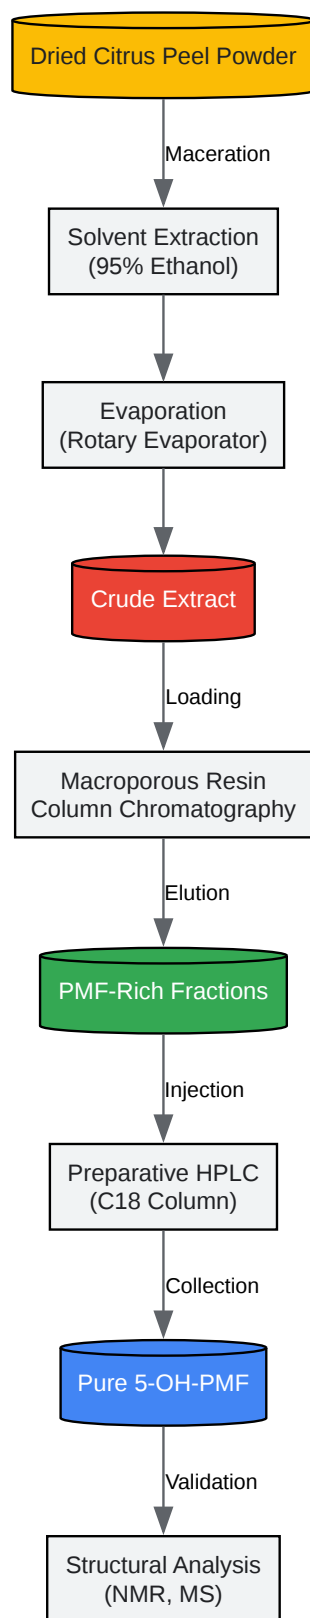 Dried Citrus Peel Powder
Maceration
Solvent Extraction
(95% Ethanol)
Evaporation
(Rotary Evaporator)
Crude Extract
Loading
Macroporous Resin
Column Chromatography
Elution
PMF-Rich Fractions
Injection
Preparative HPLC
(C18 Column)
Collection
Pure 5-OH-PMF
Validation
Structural Analysis
(NMR, MS)